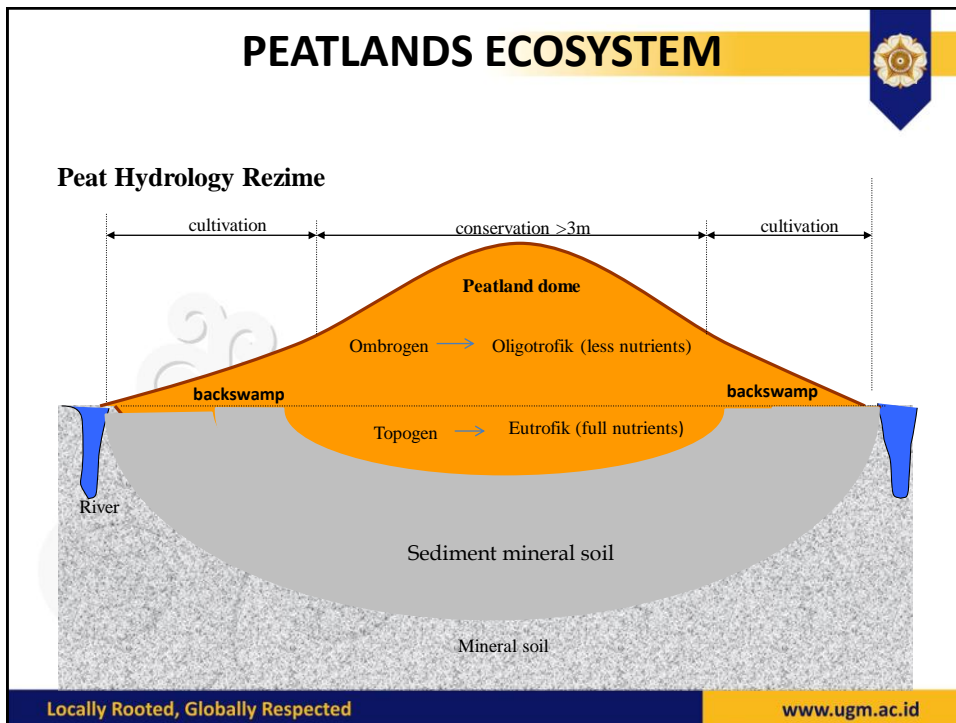 PEATLANDS ECOSYSTEM
Peat Hydrology Rezime
cultivation
conservation >3m
cultivation
Peatland dome
Ombrogen
Oligotrofik (less nutrients)
backswamp
backswamp
Topogen
Eutrofik (full nutrients)
River
Sediment mineral soil
Mineral soil
Locally Rooted, Globally Respected
www.ugm.ac.id